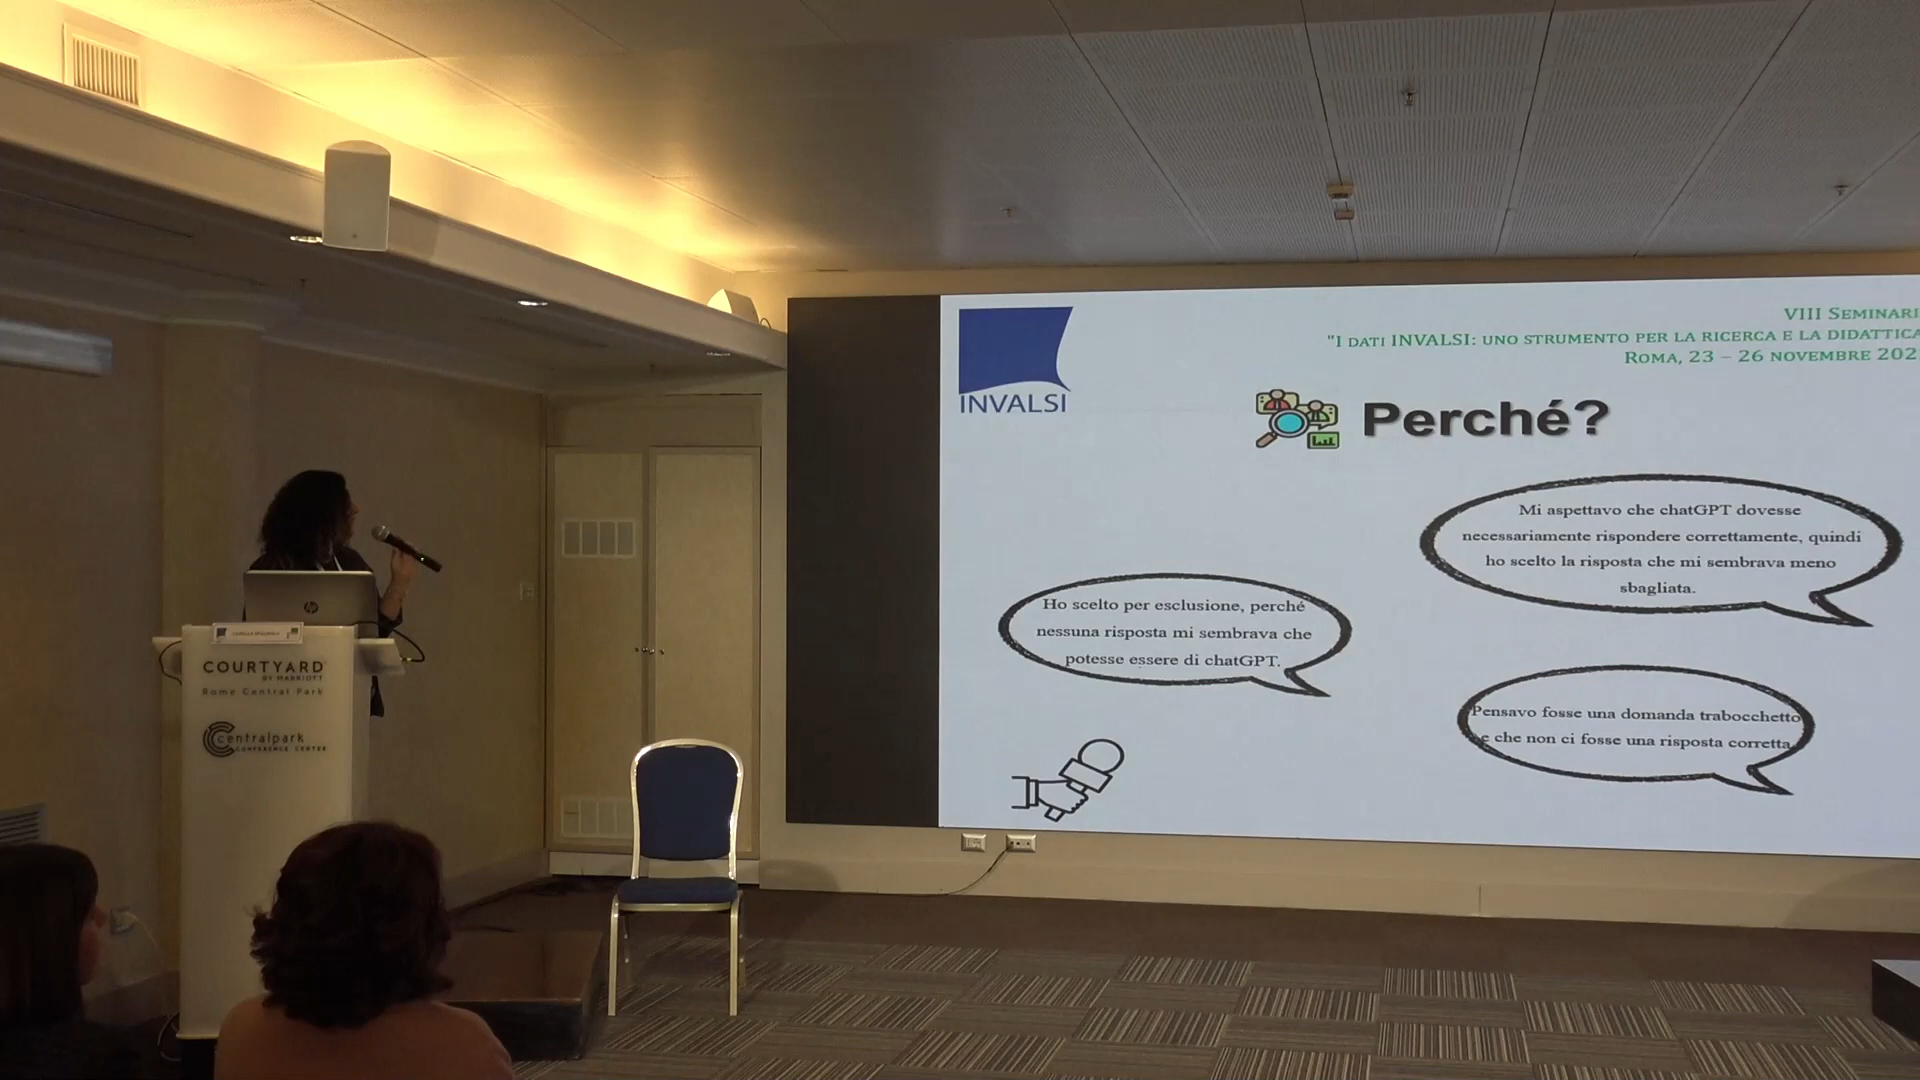 VIII SEMINARI
"I DATI INVALSI: UNO STRUMENTO PER LA RICERCA E LA DIDATTICA
ROMA, 23 – 26 NOVEMBRE 202
INVALSI
Perché?
Mi aspettavo che chatGPT dovesse
necessariamente rispondere correttamente, quindi
ho scelto la risposta che mi sembrava meno
sbagliata.
Ho scelto per esclusione, perché
nessuna risposta mi sembrava che
potesse essere di chatGPT.
Pensavo fosse una domanda trabocchetto
e che non ci fosse una risposta corretta
hp
COURTYARD
BY MARRIOTT
Rome Central Park
centralpark
CONFERENCE CENTER